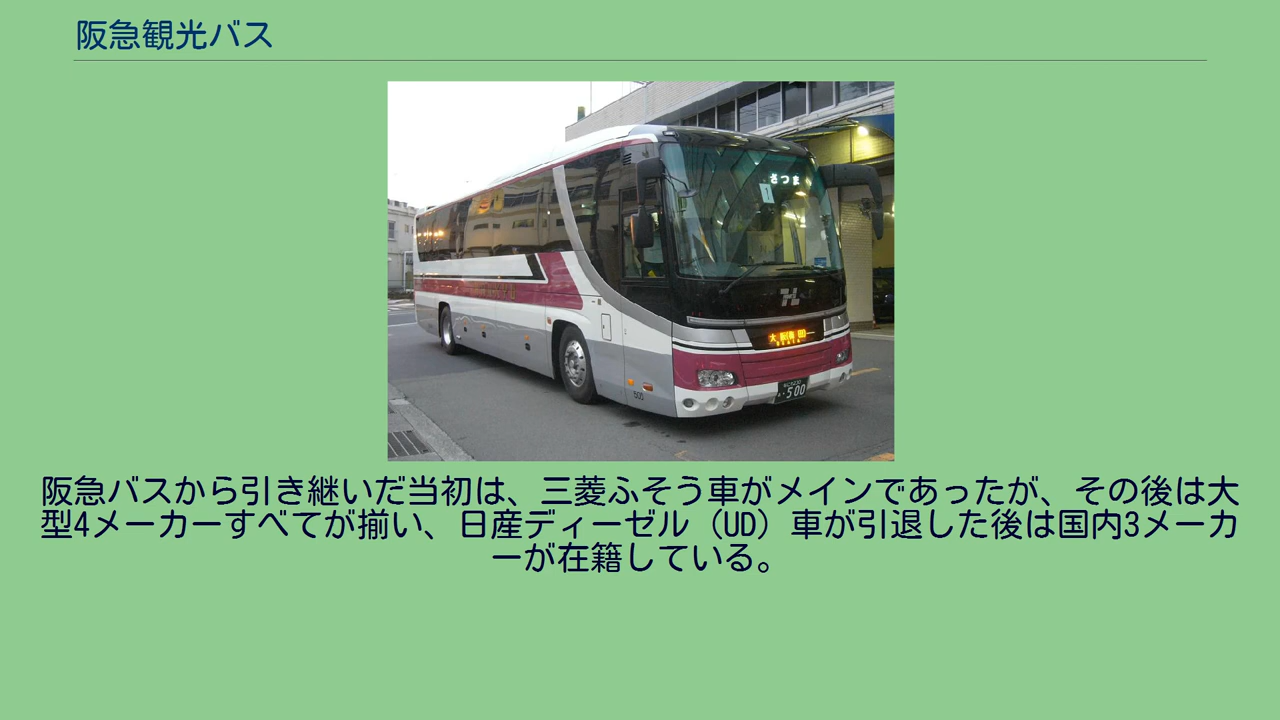 阪急観光バス
さつま
1
500
500
阪急バスから引き継いだ当初は、三菱ふそう車がメインであったが、その後は大
型4メーカーすべてが揃い、日産ディーゼル（UD）車が引退した後は国内3メーカ
ーが在籍している。